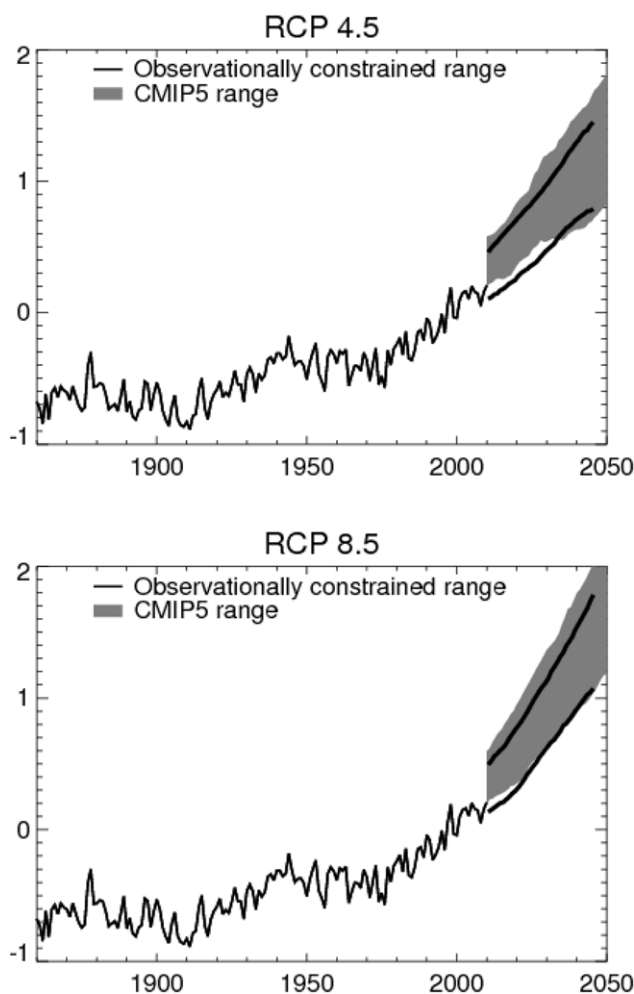 RCP 4.5
2
Observationally constrained range
CMIP5 range
1
0
-1
1900 1950 2000 2050
RCP 8.5
2
Observationally constrained range
CMIP5 range
1
0
-1
1900 1950 2000 2050